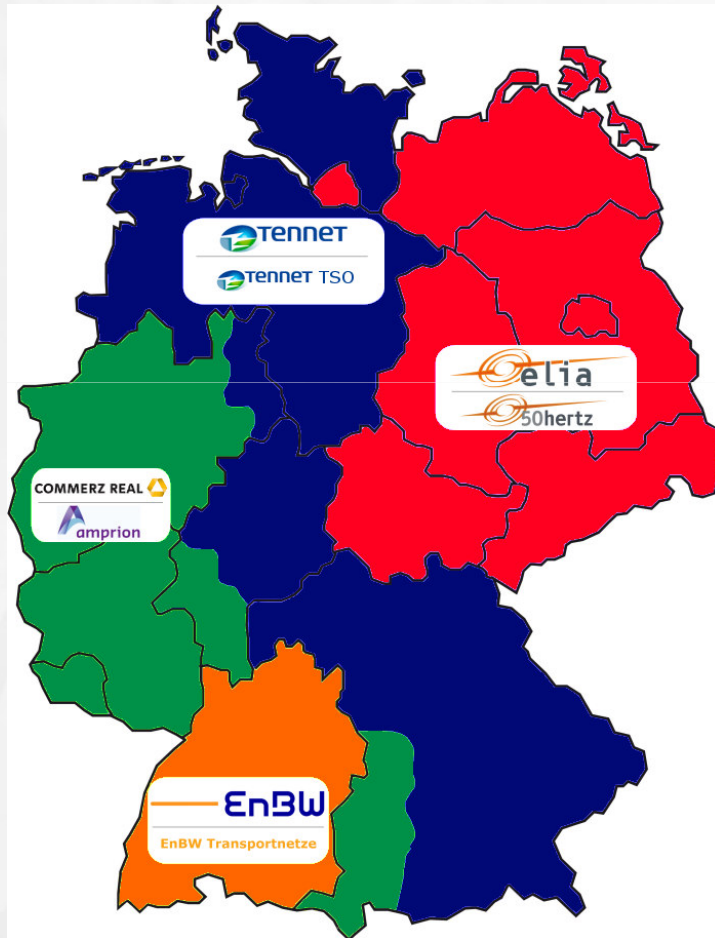 TENNET
TENNET TSO
elia
50hertz
COMMERZ REAL
amprion
EnBW
EnBW Transportnetze